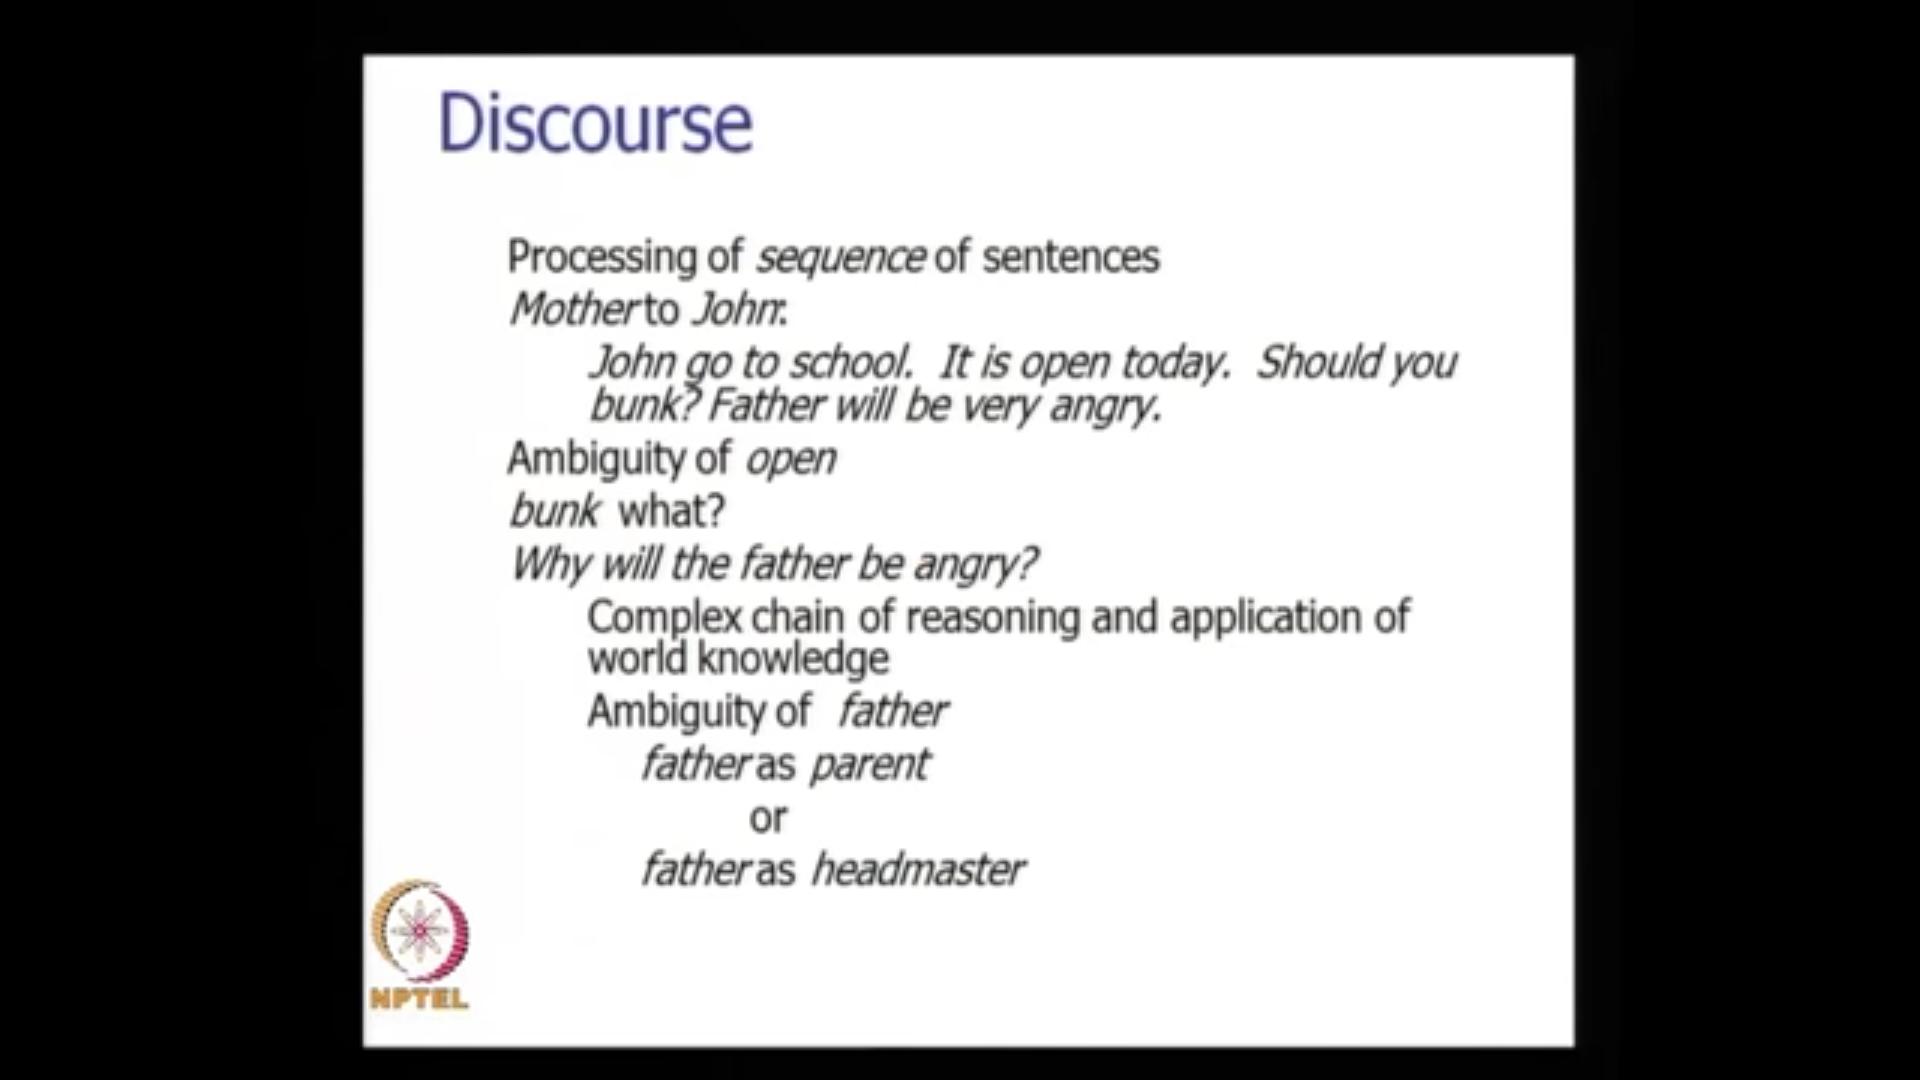 Discourse
Processing of sequence of sentences
Mother to John:
John go to school. It is open today. Should you
bunk? Father will be very angry.
Ambiguity of open
bunk what?
Why will the father be angry?
Complex chain of reasoning and application of
world knowledge
Ambiguity of father
father as parent
or
father as headmaster
NPTEL